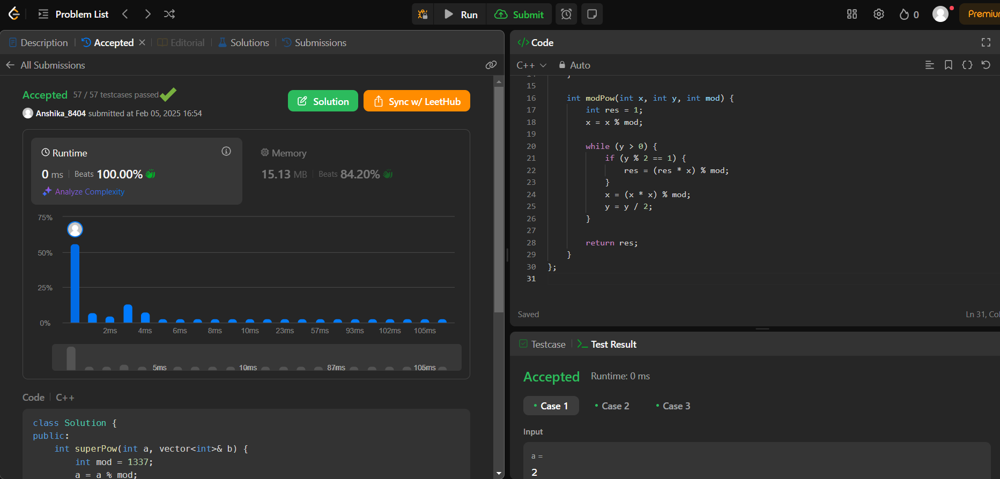 Problem List
Run
Submit
0
Premiu
Description
Accepted
Editorial
Solutions
Submissions
All Submissions
Accepted 57 / 57 testcases passed
Anshika_8404 submitted at Feb 05, 2025 16:54
Solution
Sync w/ LeetHub
Runtime
0 ms Beats 100.00%
Analyze Complexity
Memory
15.13 MB Beats 84.20%
75%
50%
25%
0%
2ms 4ms 6ms 8ms 10ms 23ms 57ms 93ms 102ms 105ms
5ms 10ms 87ms 105ms
Code C++
class Solution {
public:
int superPow(int a, vector<int>& b) {
int mod = 1337;
a = a % mod;
</> Code
C++ Auto
15
16 int modPow(int x, int y, int mod) {
17 int res = 1;
18 x = x % mod;
19
20 while (y > 0) {
21 if (y % 2 == 1) {
22 res = (res * x) % mod;
23 }
24 x = (x * x) % mod;
25 y = y / 2;
26 }
27
28 return res;
29 }
30 };
31
Saved
Ln 31, Col
Testcase
Test Result
Accepted Runtime: 0 ms
Case 1
Case 2
Case 3
Input
a =
2